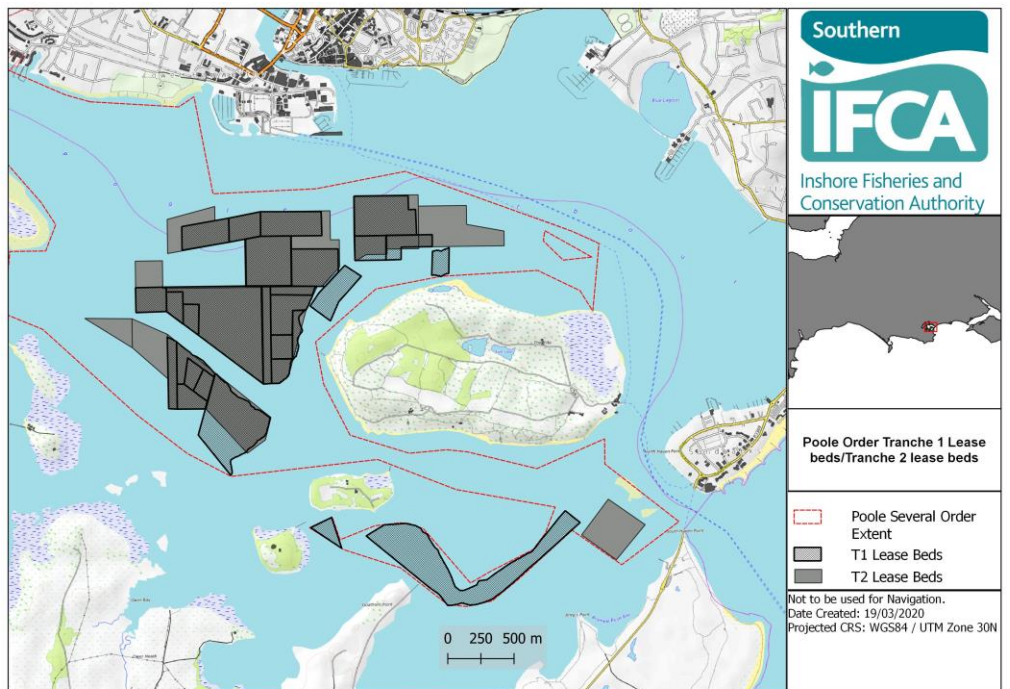 Southern
IFCA
Inshore Fisheries and
Conservation Authority
Poole Order Tranche 1 Lease
beds/Tranche 2 lease beds
Poole Several Order
Extent
T1 Lease Beds
T2 Lease Beds
Not to be used for Navigation.
Date Created: 19/03/2020
Projected CRS: WGS84 / UTM Zone 30N
Blue Lagoon
0 250 500 m